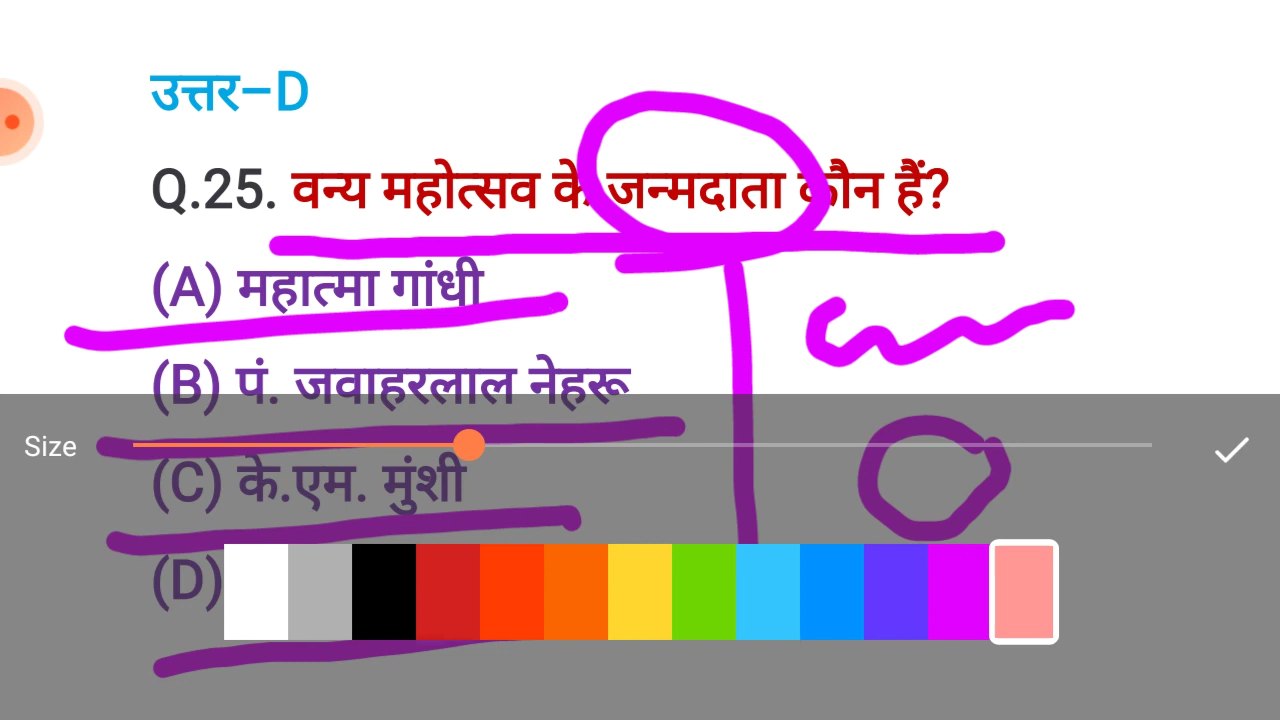 उत्तर–D
Q.25. वन्य महोत्सव के जन्मदाता कौन हैं?
(A) महात्मा गांधी
(B) पं. जवाहरलाल नेहरू
Size
(C) के.एम. मुंशी
(D)